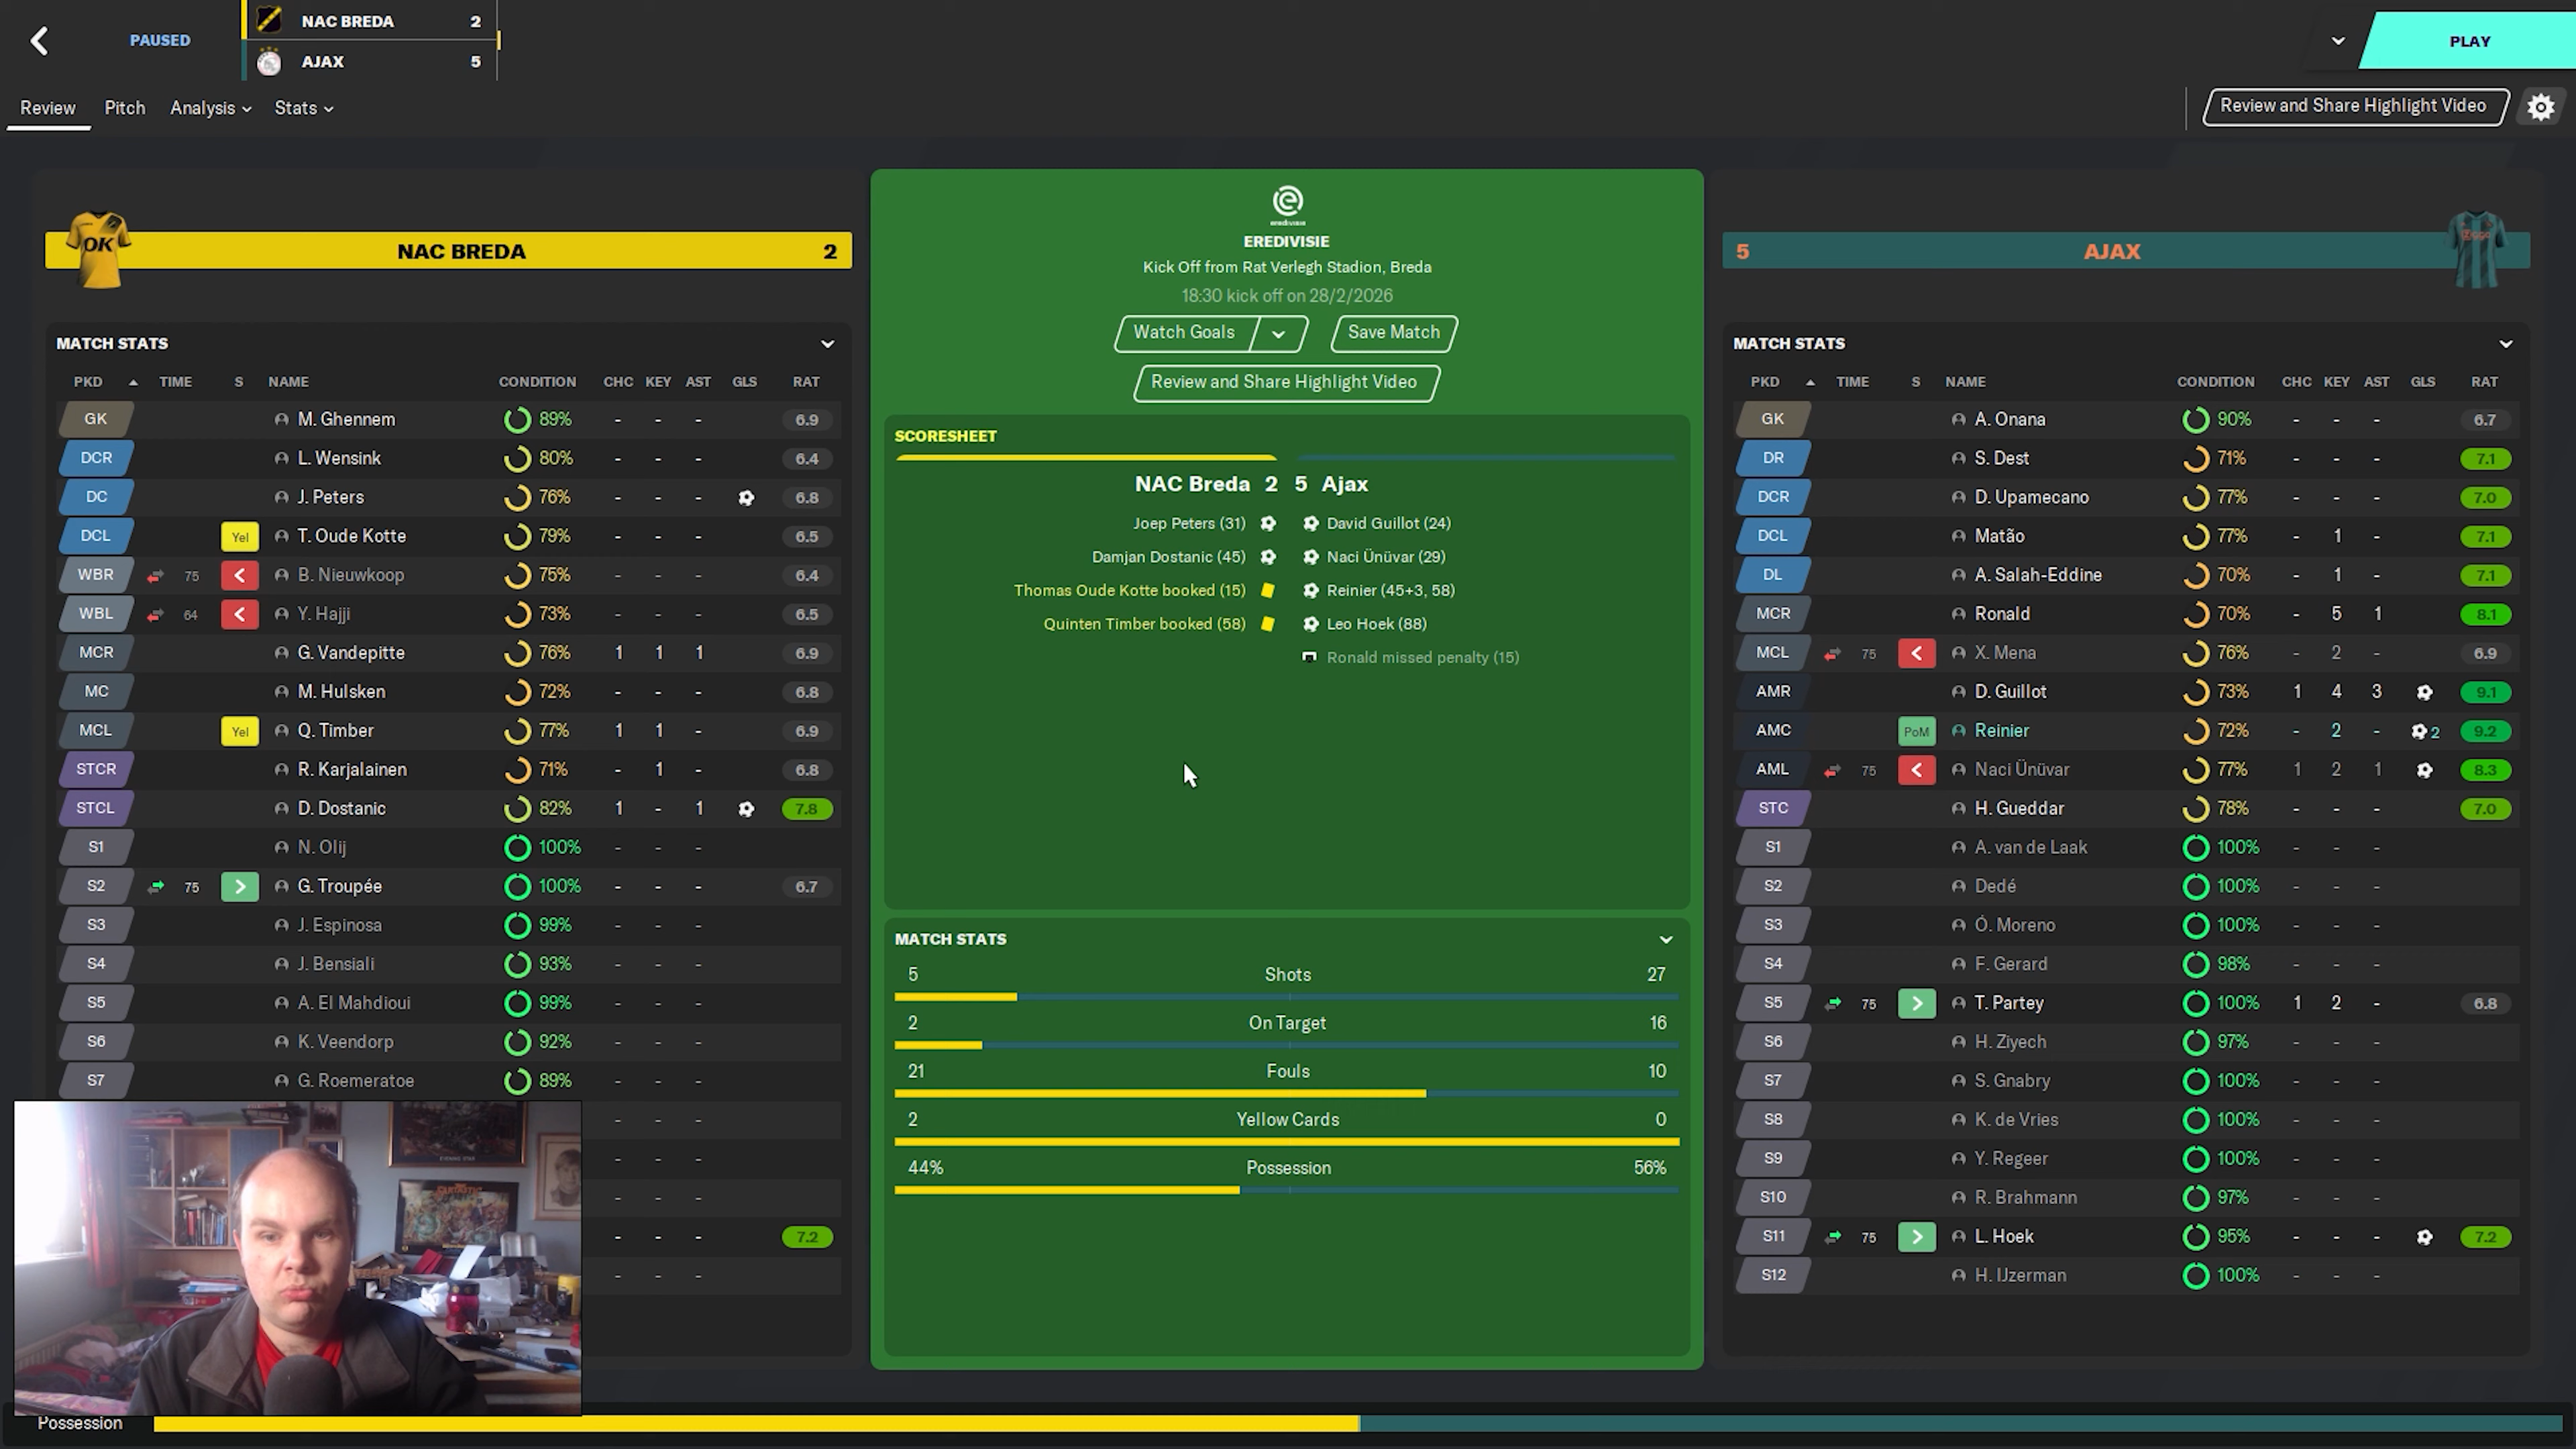 PAUSED
NAC BREDA 2
AJAX 5
PLAY
Review Pitch Analysis Stats
Review and Share Highlight Video
OK
NAC BREDA 2
MATCH STATS
PKD TIME S NAME CONDITION CHC KEY AST GLS RAT
GK M. Ghennem 89% - - - 6.9
DCR L. Wensink 80% - - - 6.4
DC J. Peters 76% - - - 6.8
DCL Yel T. Oude Kotte 79% - - - 6.5
WBR 75 B. Nieuwkoop 75% - - - 6.4
WBL 64 Y. Hajji 73% - - - 6.5
MCR G. Vandepitte 76% 1 1 1 6.9
MC M. Hulsken 72% - - - 6.8
MCL Yel Q. Timber 77% 1 1 - 6.9
STCR R. Karjalainen 71% - 1 - 6.8
STCL D. Dostanic 82% 1 - 1 7.8
S1 N. Olij 100% - - -
S2 75 G. Troupée 100% - - - 6.7
S3 J. Espinosa 99% - - -
S4 J. Bensiali 93% - - -
S5 A. El Mahdioui 99% - - -
S6 K. Veendorp 92% - - -
S7 G. Roemeratoe 89% - - -
- - -
- - -
- - -
- - - 7.2
- - -
eredivisie
EREDIVISIE
Kick Off from Rat Verlegh Stadion, Breda
18:30 kick off on 28/2/2026
Watch Goals Save Match
Review and Share Highlight Video
SCORESHEET
NAC Breda 2 5 Ajax
Joep Peters (31) David Guillot (24)
Damjan Dostanic (45) Naci Ünüvar (29)
Thomas Oude Kotte booked (15) Reinier (45+3, 58)
Quinten Timber booked (58) Leo Hoek (88)
Ronald missed penalty (15)
MATCH STATS
5 Shots 27
2 On Target 16
21 Fouls 10
2 Yellow Cards 0
44% Possession 56%
5 AJAX
Ziggo
MATCH STATS
PKD TIME S NAME CONDITION CHC KEY AST GLS RAT
GK A. Onana 90% - - - 6.7
DR S. Dest 71% - - - 7.1
DCR D. Upamecano 77% - - - 7.0
DCL Matão 77% - 1 - 7.1
DL A. Salah-Eddine 70% - 1 - 7.1
MCR Ronald 70% - 5 1 8.1
MCL 75 X. Mena 76% - 2 - 6.9
AMR D. Guillot 73% 1 4 3 9.1
AMC PoM Reinier 72% - 2 - 2 9.2
AML 75 Naci Ünüvar 77% 1 2 1 8.3
STC H. Gueddar 78% - - - 7.0
S1 A. van de Laak 100% - - -
S2 Dedé 100% - - -
S3 Ó. Moreno 100% - - -
S4 F. Gerard 98% - - -
S5 75 T. Partey 100% 1 2 - 6.8
S6 H. Ziyech 97% - - -
S7 S. Gnabry 100% - - -
S8 K. de Vries 100% - - -
S9 Y. Regeer 100% - - -
S10 R. Brahmann 97% - - -
S11 75 L. Hoek 95% - - - 7.2
S12 H. IJzerman 100% - - -
Possession